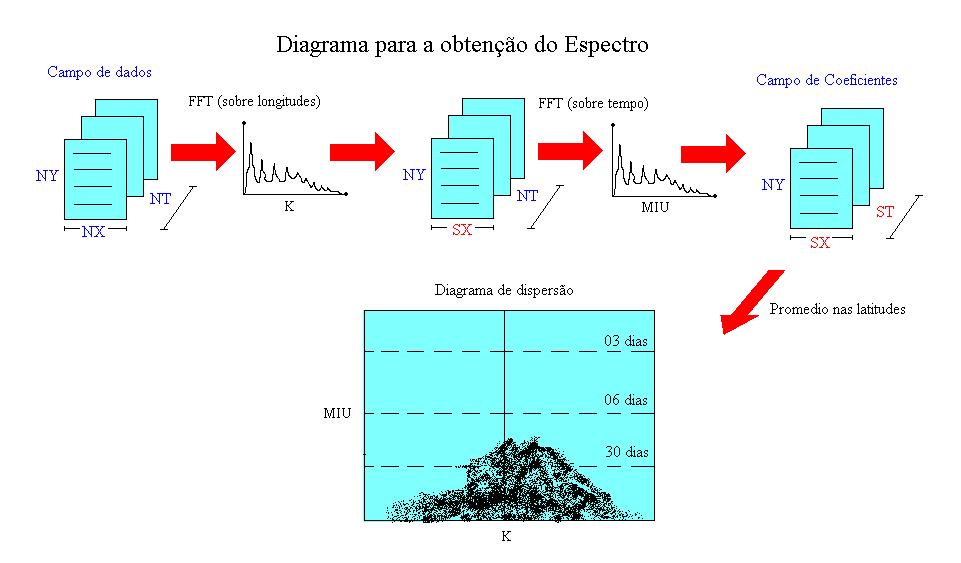 Diagrama para a obtenção do Espectro
Campo de dados
FFT (sobre longitudes)
FFT (sobre tempo)
Campo de Coeficientes
NY
NT
NX
K
NY
NT
SX
MIU
NY
ST
SX
Promedio nas latitudes
Diagrama de dispersão
03 dias
06 dias
MIU
30 dias
K